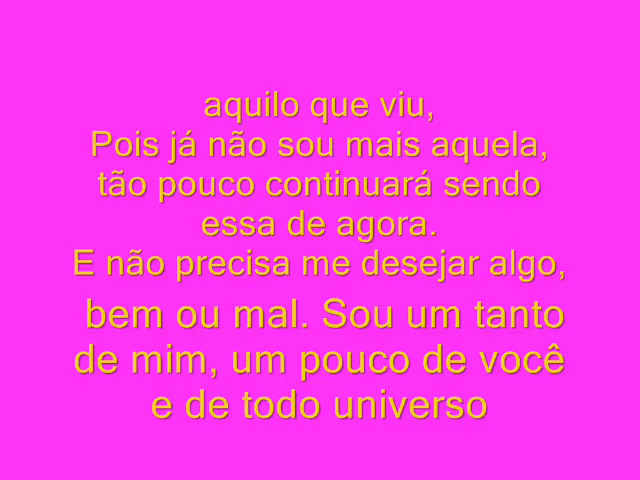 aquilo que viu,
Pois já não sou mais aquela,
tão pouco continuará sendo
essa de agora.
E não precisa me desejar algo,
bem ou mal. Sou um tanto
de mim, um pouco de você
e de todo universo